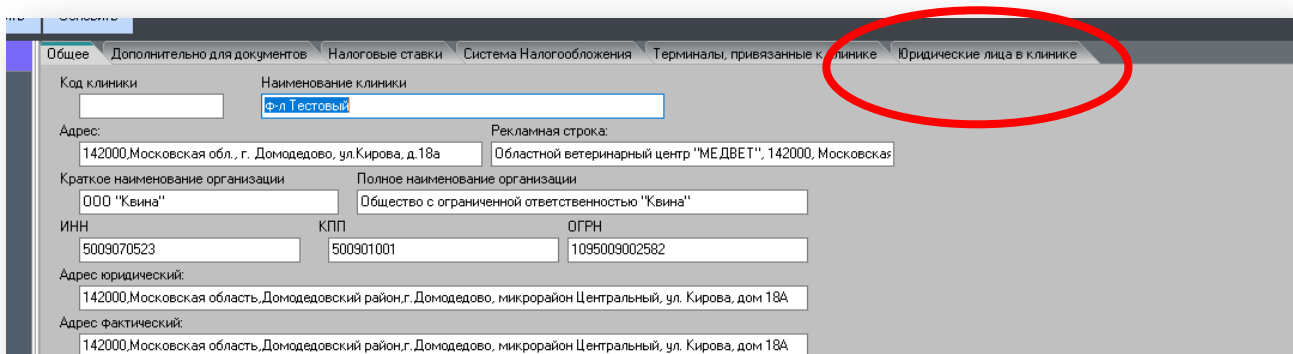 Общее Дополнительно для документов Налоговые ставки Система Налогообложения Терминалы, привязанные к клинике Юридические лица в клинике
Код клиники Наименование клиники
ф-л Тестовый
Адрес: Рекламная строка:
142000,Московская обл., г. Домодедово, ул.Кирова, д.18а Областной ветеринарный центр "МЕДВЕТ", 142000, Московская
Краткое наименование организации Полное наименование организации
ООО "Квина" Общество с ограниченной ответственностью "Квина"
ИНН КПП ОГРН
5009070523 500901001 1095009002582
Адрес юридический:
142000,Московская область,Домодедовский район,г.Домодедово, микрорайон Центральный, ул. Кирова, дом 18А
Адрес фактический:
142000,Московская область,Домодедовский район,г.Домодедово, микрорайон Центральный, ул. Кирова, дом 18А